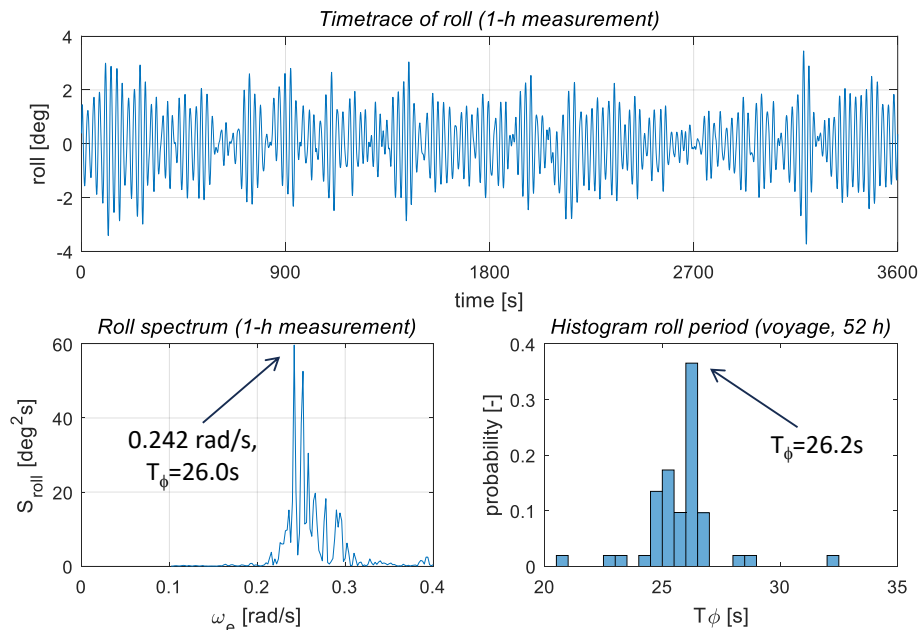 Timetrace of roll (1-h measurement)
4
2
0
-2
-4
roll [deg]
0
900
1800
2700
3600
time [s]
Roll spectrum (1-h measurement)
60
40
20
0
S_roll [deg²s]
0.242 rad/s,
T_ϕ=26.0s
0
0.1
0.2
0.3
0.4
ω_e [rad/s]
Histogram roll period (voyage, 52 h)
0.4
0.3
0.2
0.1
0
probability [-]
T_ϕ=26.2s
20
25
30
35
Tϕ [s]